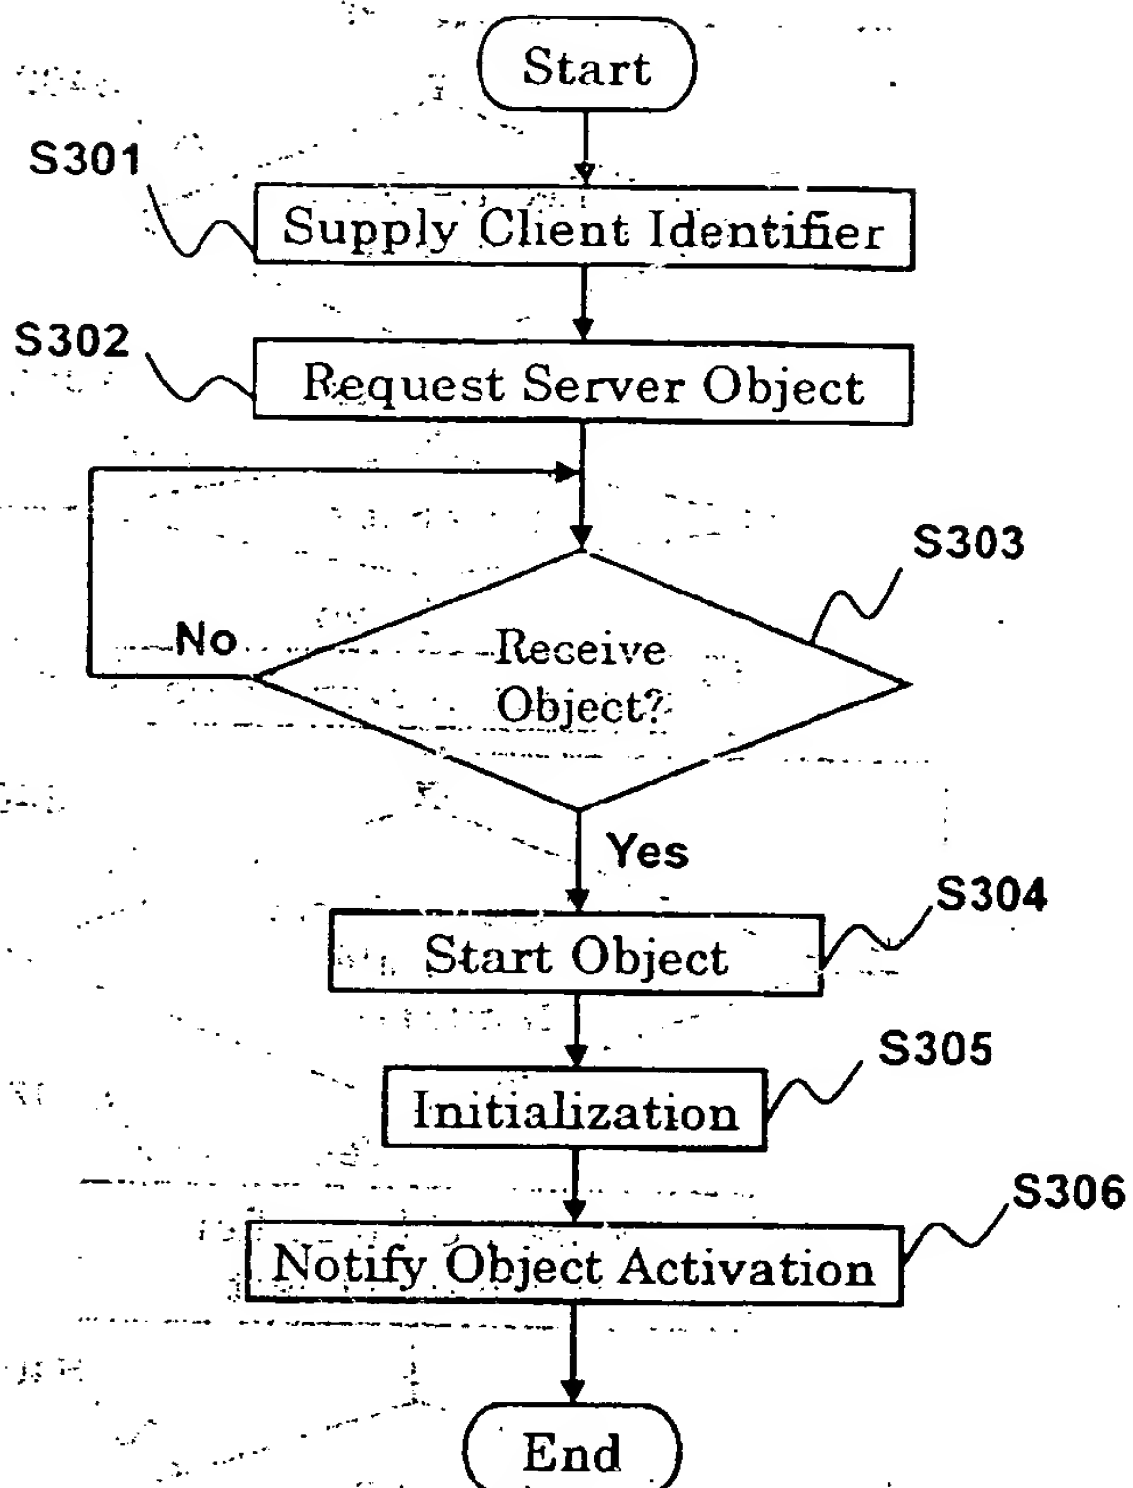 Start
S301
Supply Client Identifier
S302
Request Server Object
S303
No
Receive
Object?
Yes
S304
Start Object
S305
Initialization
S306
Notify Object Activation
End